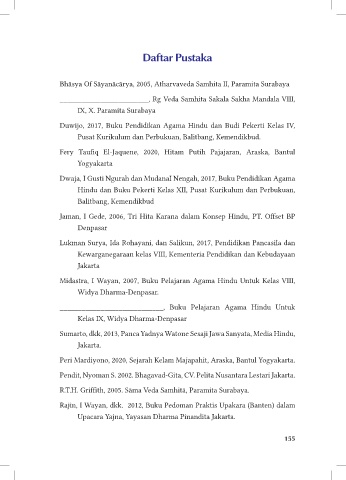 Daftar Pustaka
Bhāsya Of Sāyanācārya, 2005, Atharvaveda Samhita II, Paramita Surabaya
_________________________, Rg Veda Samhita Sakala Sakha Mandala VIII,
IX, X. Paramita Surabaya
Duwijo, 2017, Buku Pendidikan Agama Hindu dan Budi Pekerti Kelas IV,
Pusat Kurikulum dan Perbukuan, Balitbang, Kemendikbud.
Fery Taufiq El-Jaquene, 2020, Hitam Putih Pajajaran, Araska, Bantul
Yogyakarta
Dwaja, I Gusti Ngurah dan Mudanal Nengah, 2017, Buku Pendidikan Agama
Hindu dan Buku Pekerti Kelas XII, Pusat Kurikulum dan Perbukuan,
Balitbang, Kemendikbud
Jaman, I Gede, 2006, Tri Hita Karana dalam Konsep Hindu, PT. Offset BP
Denpasar
Lukman Surya, Ida Rohayani, dan Salikun, 2017, Pendidikan Pancasila dan
Kewarganegaraan kelas VIII, Kementeria Pendidikan dan Kebudayaan
Jakarta
Midastra, I Wayan, 2007, Buku Pelajaran Agama Hindu Untuk Kelas VIII,
Widya Dharma-Denpasar.
_____________________________, Buku Pelajaran Agama Hindu Untuk
Kelas IX, Widya Dharma-Denpasar
Sumarto, dkk, 2013, Panca Yadnya Watone Sesaji Jawa Sanyata, Media Hindu,
Jakarta.
Peri Mardiyono, 2020, Sejarah Kelam Majapahit, Araska, Bantul Yogyakarta.
Pendit, Nyoman S. 2002, Bhagavad-Gita, CV. Pelita Nusantara Lestari Jakarta.
R.T.H. Griffith, 2005. Sāma Veda Samhitā, Paramita Surabaya.
Rajin, I Wayan, dkk. 2012, Buku Pedoman Praktis Upakara (Banten) dalam
Upacara Yajna, Yayasan Dharma Pinandita Jakarta.
155